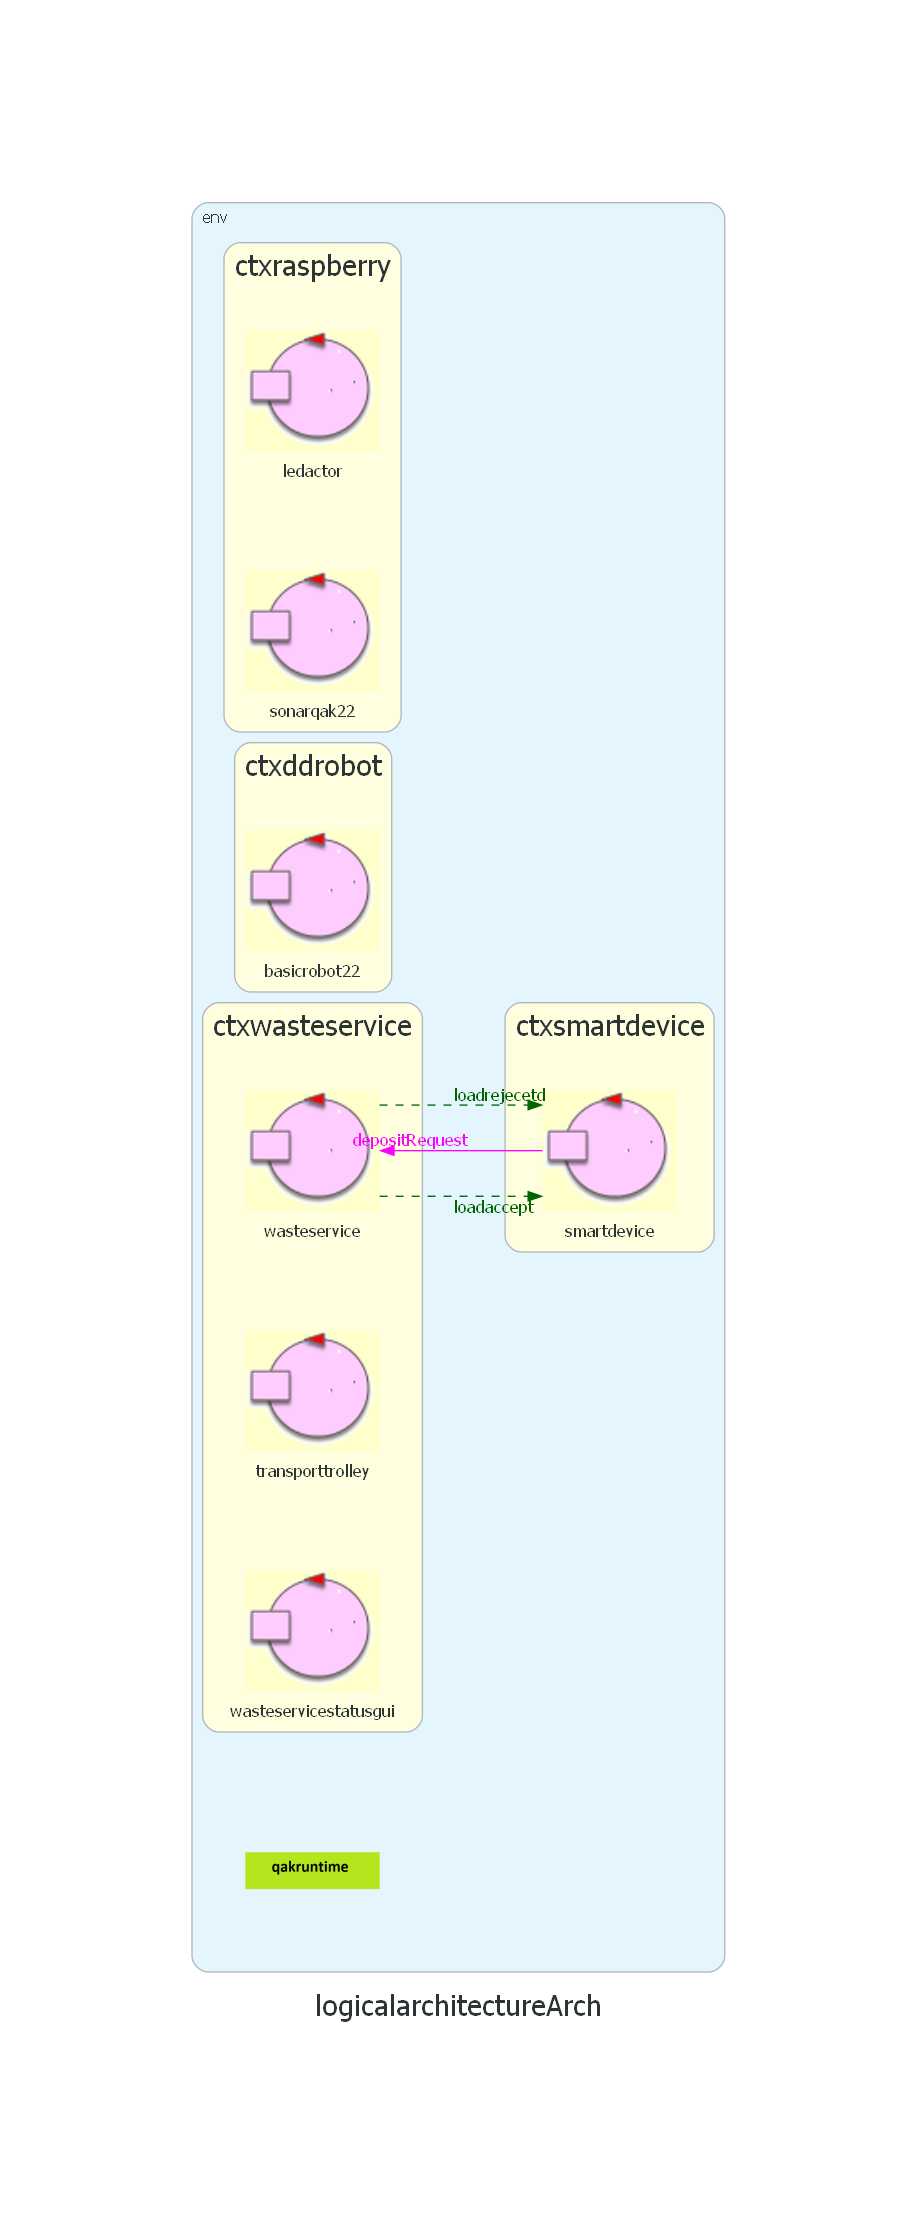 env
ctxraspberry
ledactor
sonarqak22
ctxddrobot
basicrobot22
ctxwasteservice
ctxsmartdevice
loadrejecetd
depositRequest
loadaccept
wasteservice
smartdevice
transporttrolley
wasteservicestatusgui
qakruntime
logicalarchitectureArch